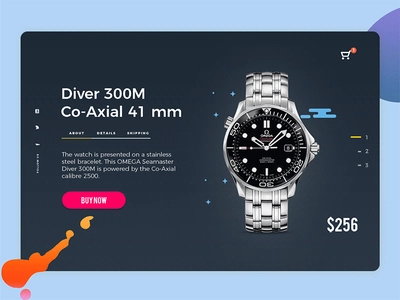 1
Diver 300M
Co-Axial 41 mm
ABOUT DETAILS SHIPPING
The watch is presented on a stainless
steel bracelet. This OMEGA Seamaster
Diver 300M is powered by the Co-Axial
calibre 2500.
BUY NOW
FOLLOW US
OMEGA
1
2
3
$256